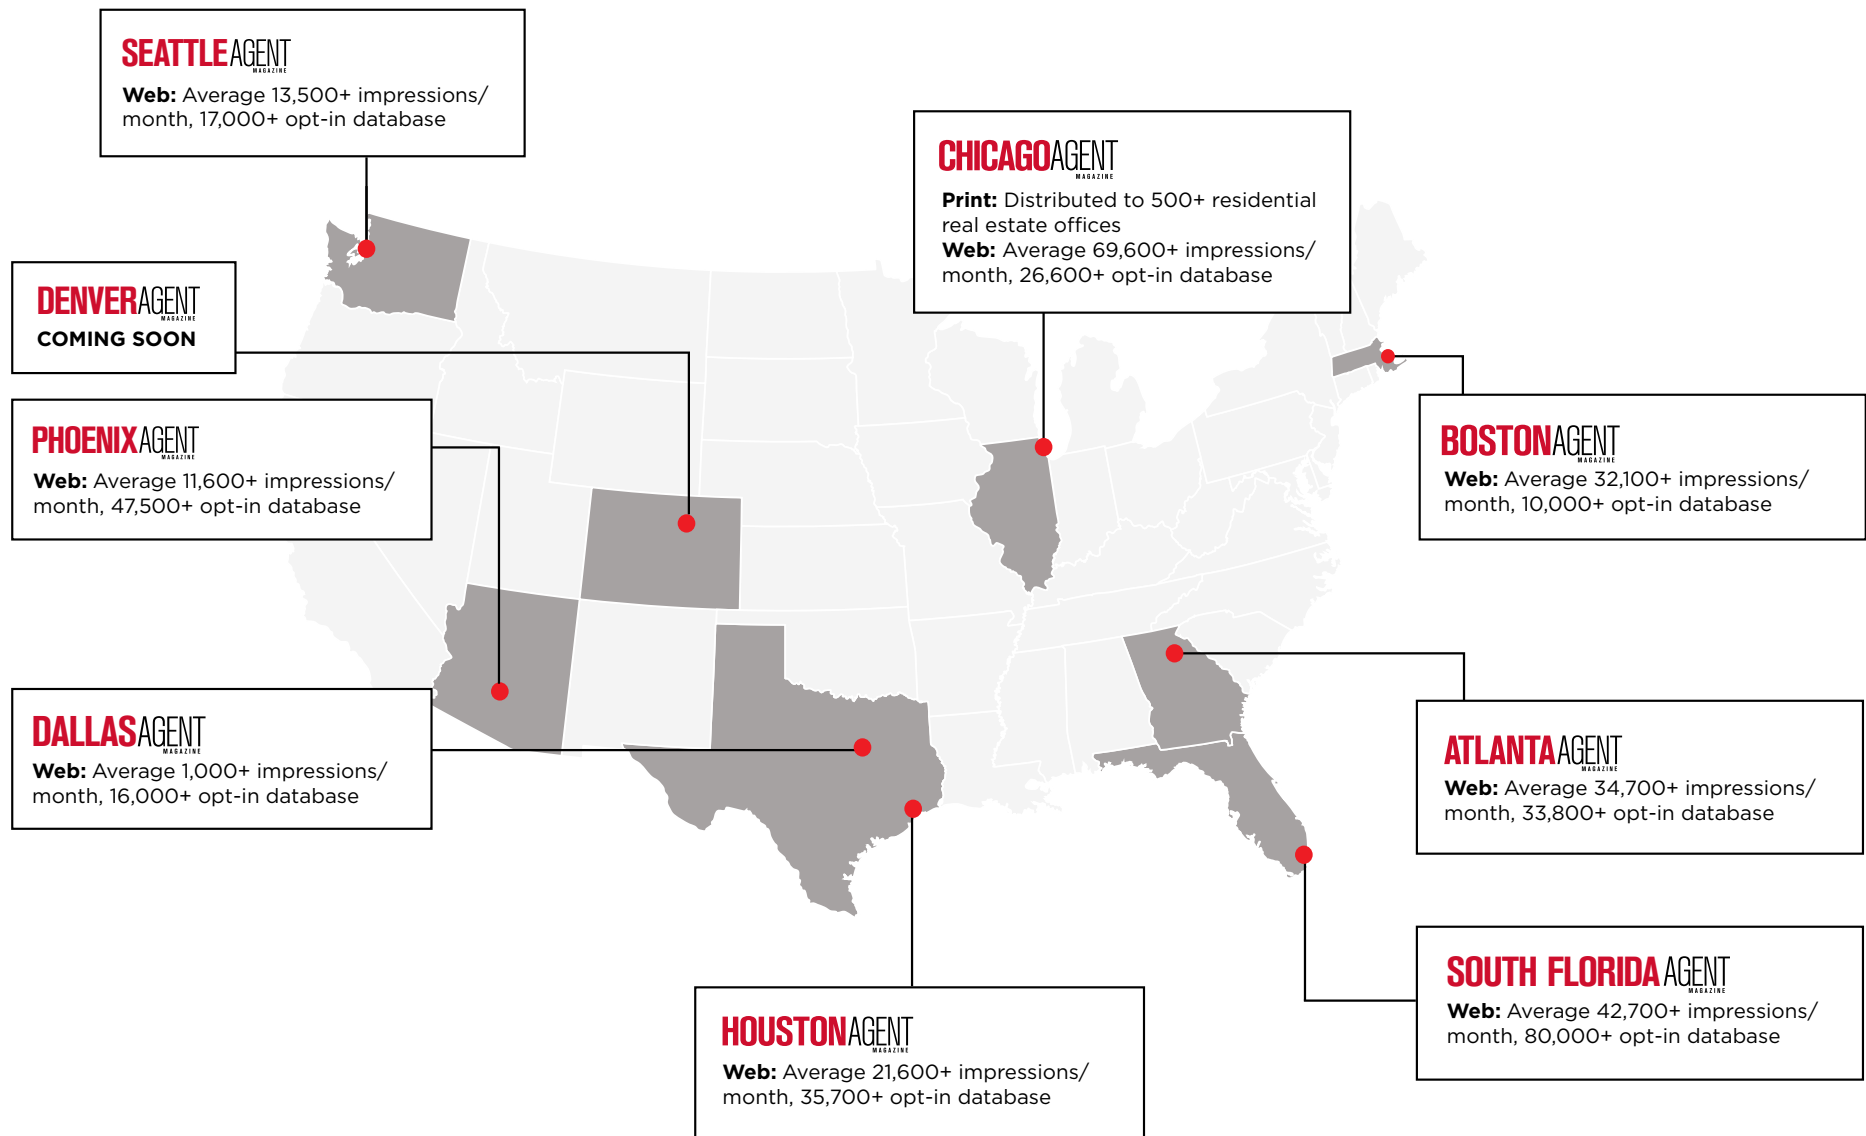 SEATTLE AGENT
MAGAZINE
Web: Average 13,500+ impressions/
month, 17,000+ opt-in database
CHICAGOAGENT
MAGAZINE
Print: Distributed to 500+ residential
real estate offices
Web: Average 69,600+ impressions/
month, 26,600+ opt-in database
DENVERAGENT
MAGAZINE
COMING SOON
PHOENIXAGENT
MAGAZINE
Web: Average 11,600+ impressions/
month, 47,500+ opt-in database
BOSTONAGENT
MAGAZINE
Web: Average 32,100+ impressions/
month, 10,000+ opt-in database
DALLASAGENT
MAGAZINE
Web: Average 1,000+ impressions/
month, 16,000+ opt-in database
ATLANTAAGENT
MAGAZINE
Web: Average 34,700+ impressions/
month, 33,800+ opt-in database
SOUTH FLORIDA AGENT
MAGAZINE
Web: Average 42,700+ impressions/
month, 80,000+ opt-in database
HOUSTONAGENT
MAGAZINE
Web: Average 21,600+ impressions/
month, 35,700+ opt-in database